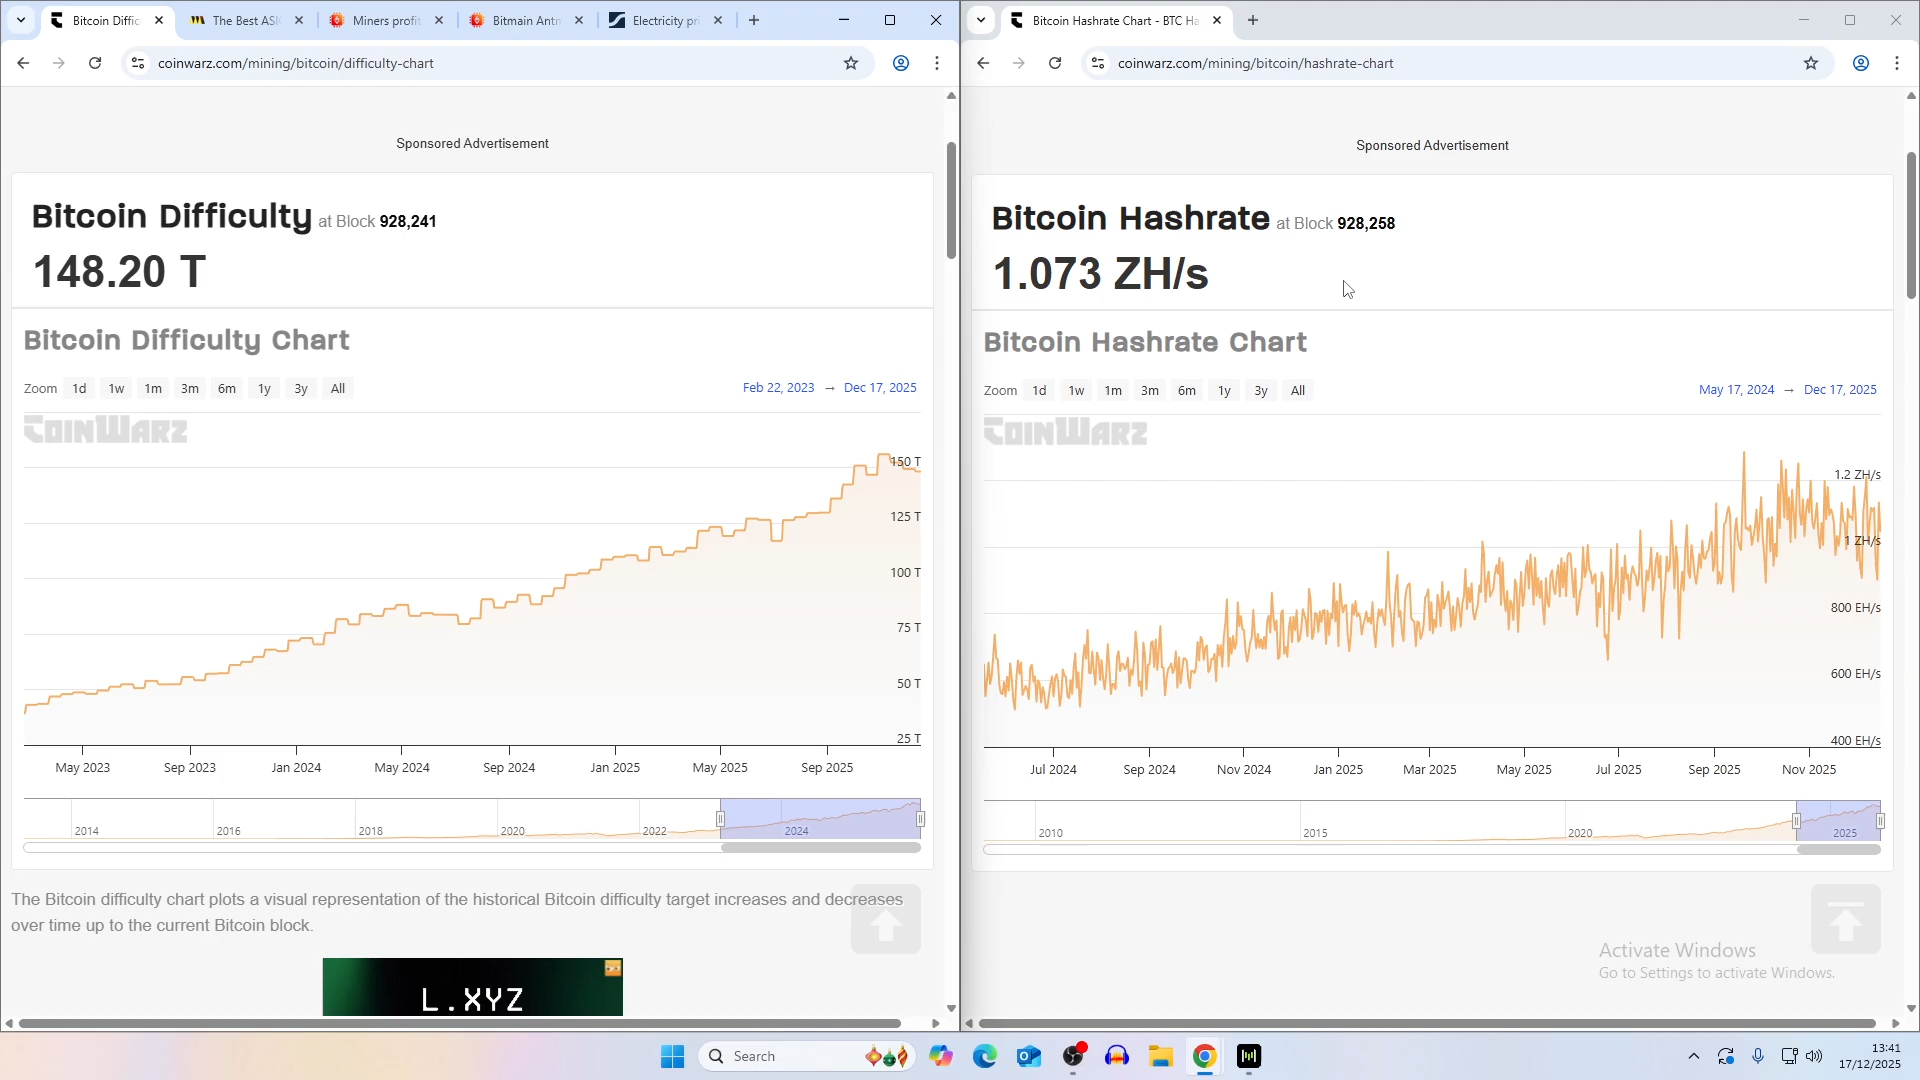 Bitcoin Diffic
The Best ASI
Miners profit
Bitmain Antm
Electricity pri
coinwarz.com/mining/bitcoin/difficulty-chart
Sponsored Advertisement
Bitcoin Difficulty at Block 928,241
148.20 T
Bitcoin Difficulty Chart
Zoom 1d 1w 1m 3m 6m 1y 3y All Feb 22, 2023 → Dec 17, 2025
COINWARZ
150 T
125 T
100 T
75 T
50 T
25 T
May 2023 Sep 2023 Jan 2024 May 2024 Sep 2024 Jan 2025 May 2025 Sep 2025
2014 2016 2018 2020 2022 2024
The Bitcoin difficulty chart plots a visual representation of the historical Bitcoin difficulty target increases and decreases
over time up to the current Bitcoin block.
L.XYZ
Bitcoin Hashrate Chart - BTC Ha
coinwarz.com/mining/bitcoin/hashrate-chart
Sponsored Advertisement
Bitcoin Hashrate at Block 928,258
1.073 ZH/s
Bitcoin Hashrate Chart
Zoom 1d 1w 1m 3m 6m 1y 3y All May 17, 2024 → Dec 17, 2025
COINWARZ
1.2 ZH/s
1 ZH/s
800 EH/s
600 EH/s
400 EH/s
Jul 2024 Sep 2024 Nov 2024 Jan 2025 Mar 2025 May 2025 Jul 2025 Sep 2025 Nov 2025
2010 2015 2020 2025
Activate Windows
Go to Settings to activate Windows.
Search
13:41
17/12/2025